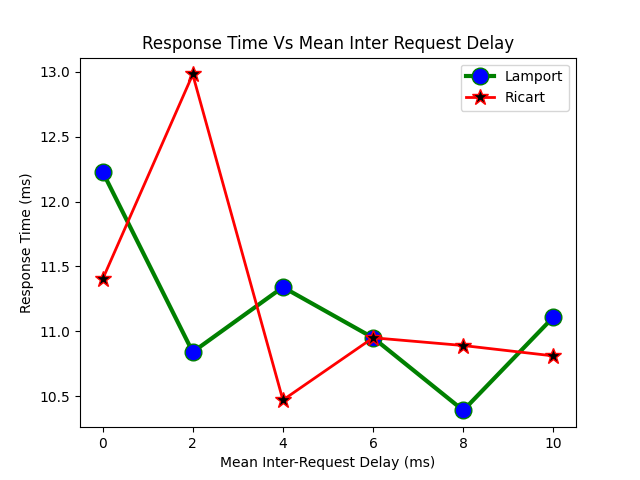 Response Time Vs Mean Inter Request Delay
Lamport
Ricart
Response Time (ms)
13.0
12.5
12.0
11.5
11.0
10.5
0 2 4 6 8 10
Mean Inter-Request Delay (ms)